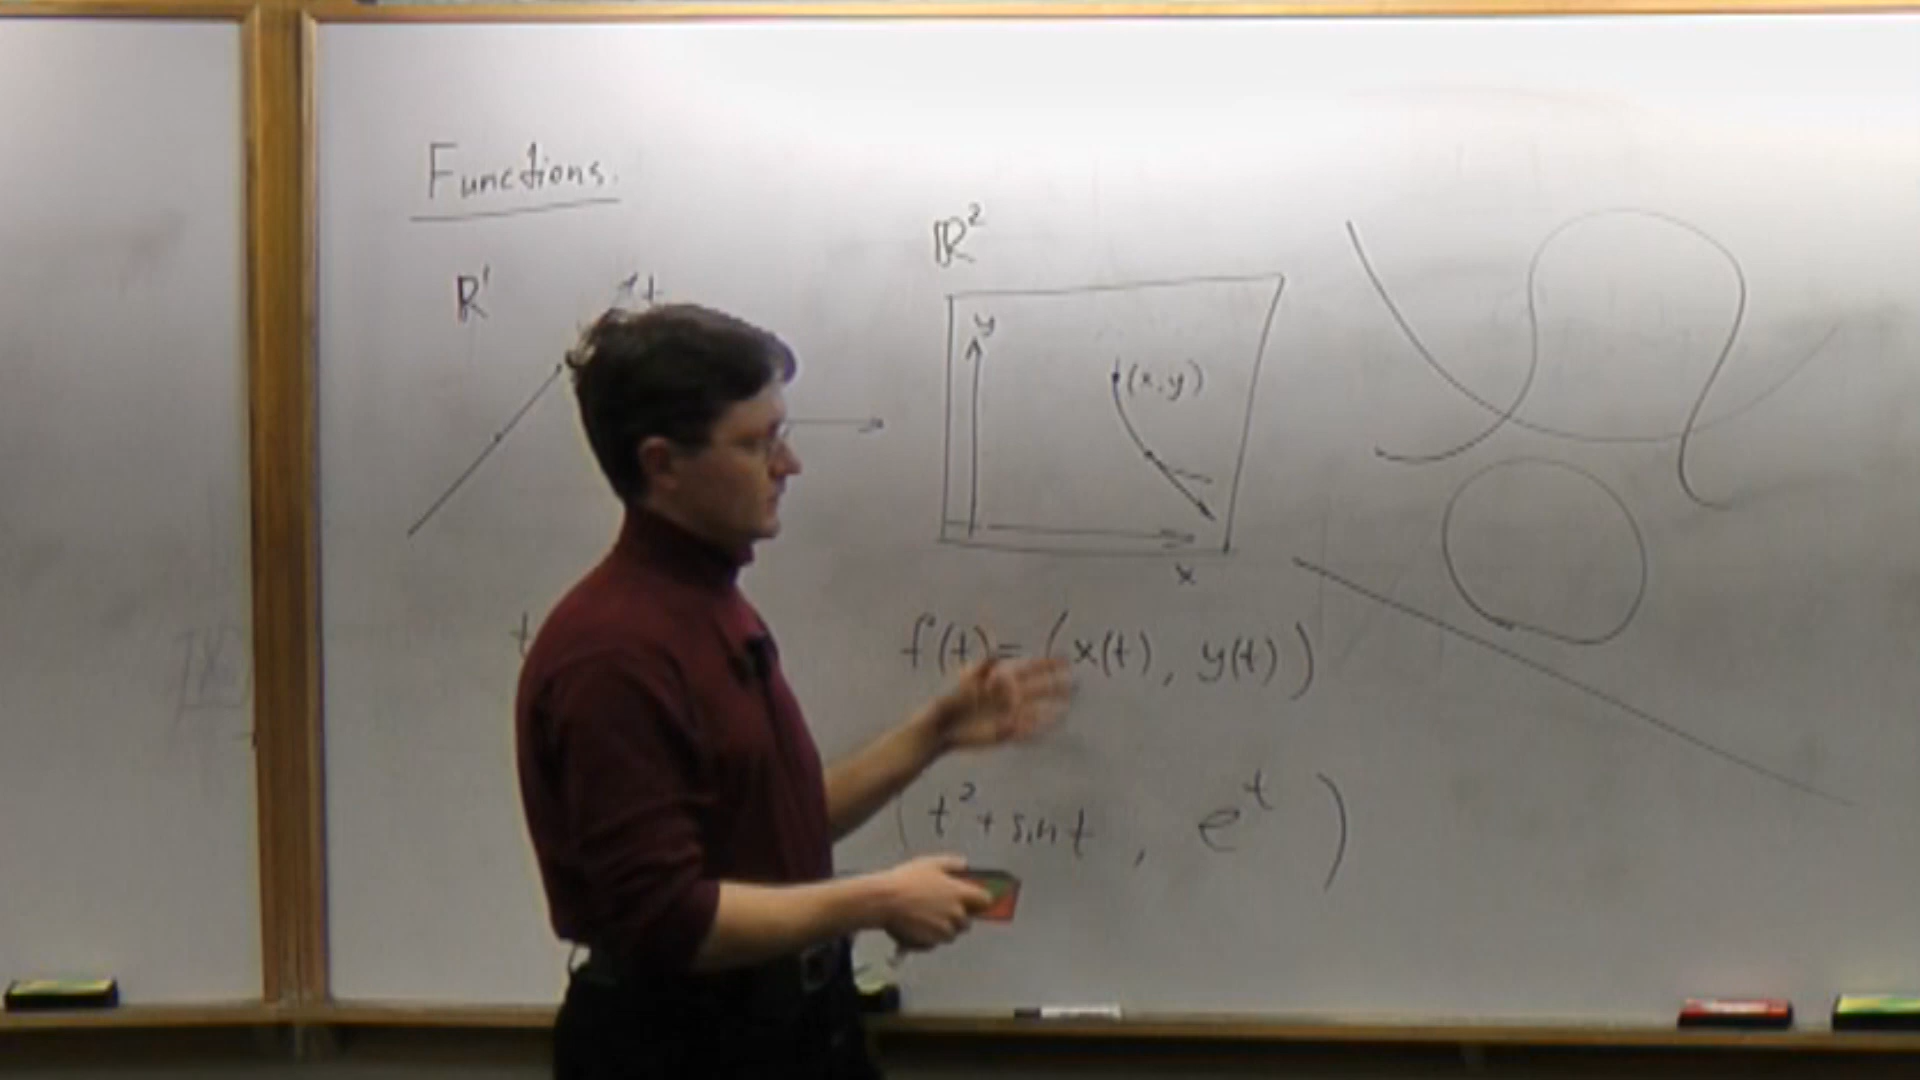 Functions.
R¹
t
ℝ²
y
(x,y)
x
t
f(t)= (x(t), y(t))
(t²+sin t, eᵗ)